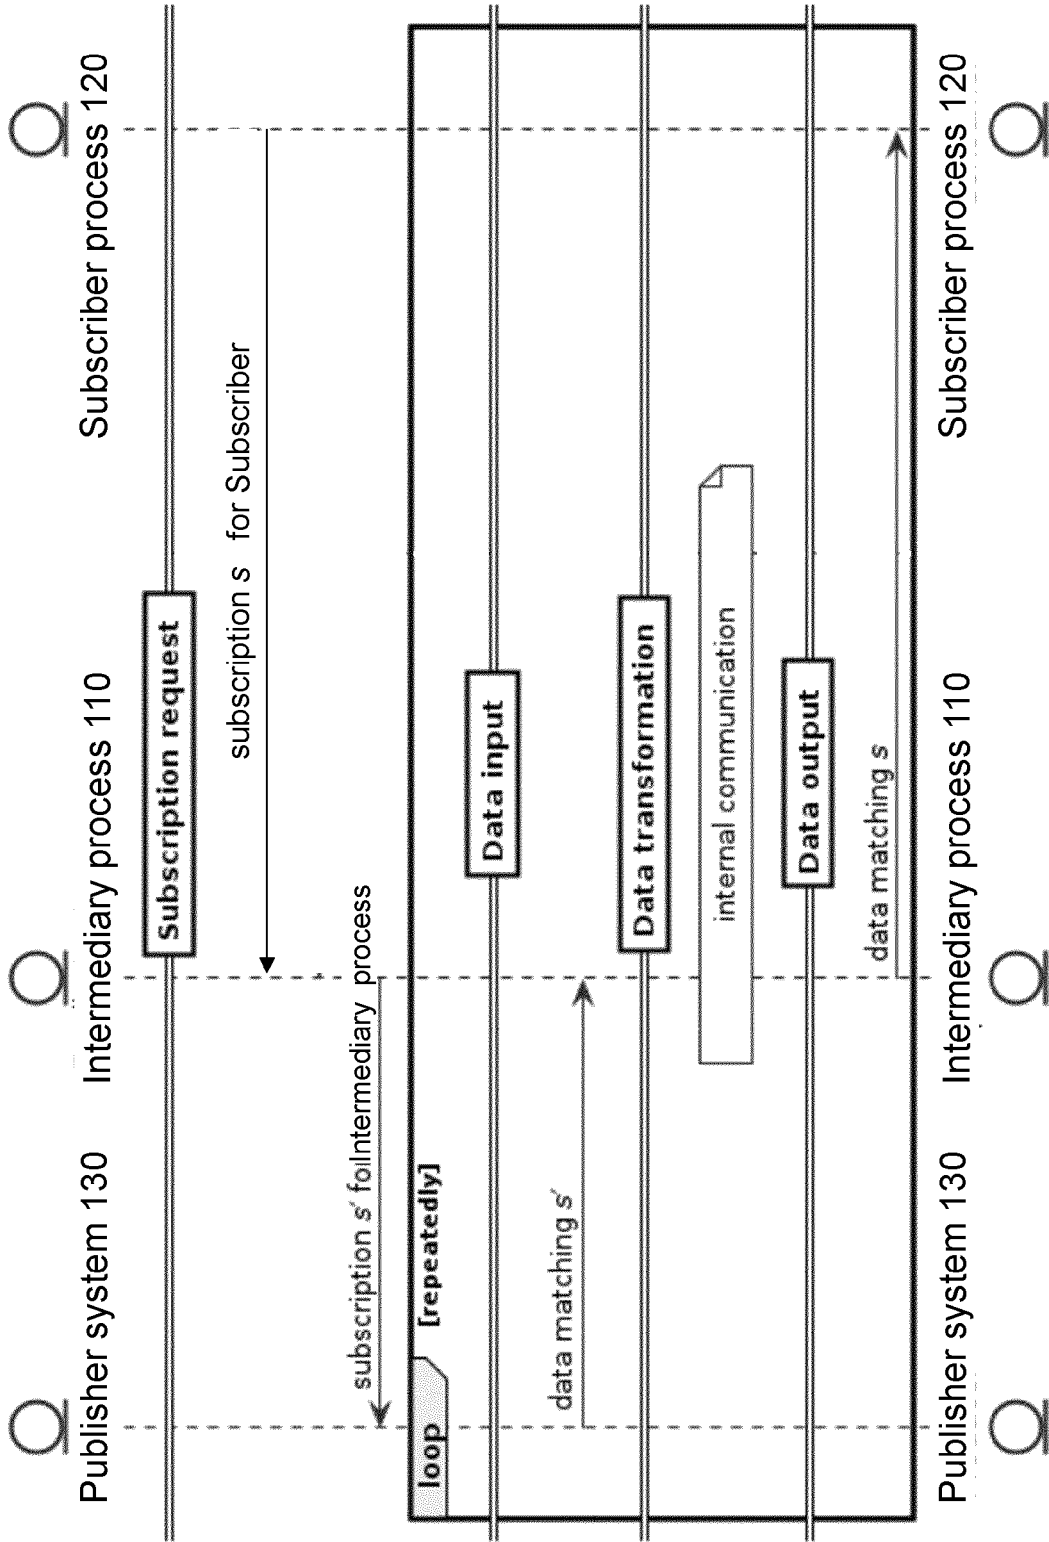 Publisher system 130
Intermediary process 110
Subscriber process 120
Subscription request
subscription s for Subscriber
subscription s′ foIntermediary process
loop
[repeatedly]
Data input
data matching s′
Data transformation
internal communication
Data output
data matching s
Publisher system 130
Intermediary process 110
Subscriber process 120